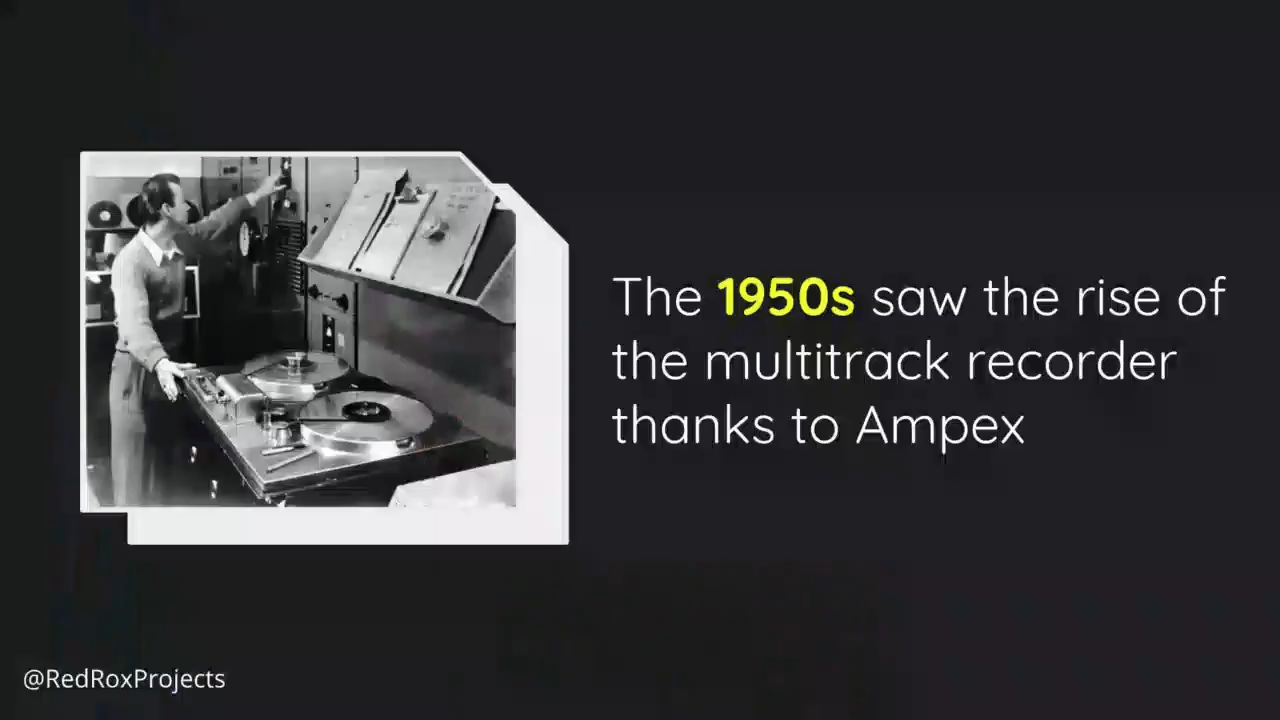 The 1950s saw the rise of
the multitrack recorder
thanks to Ampex
@RedRoxProjects